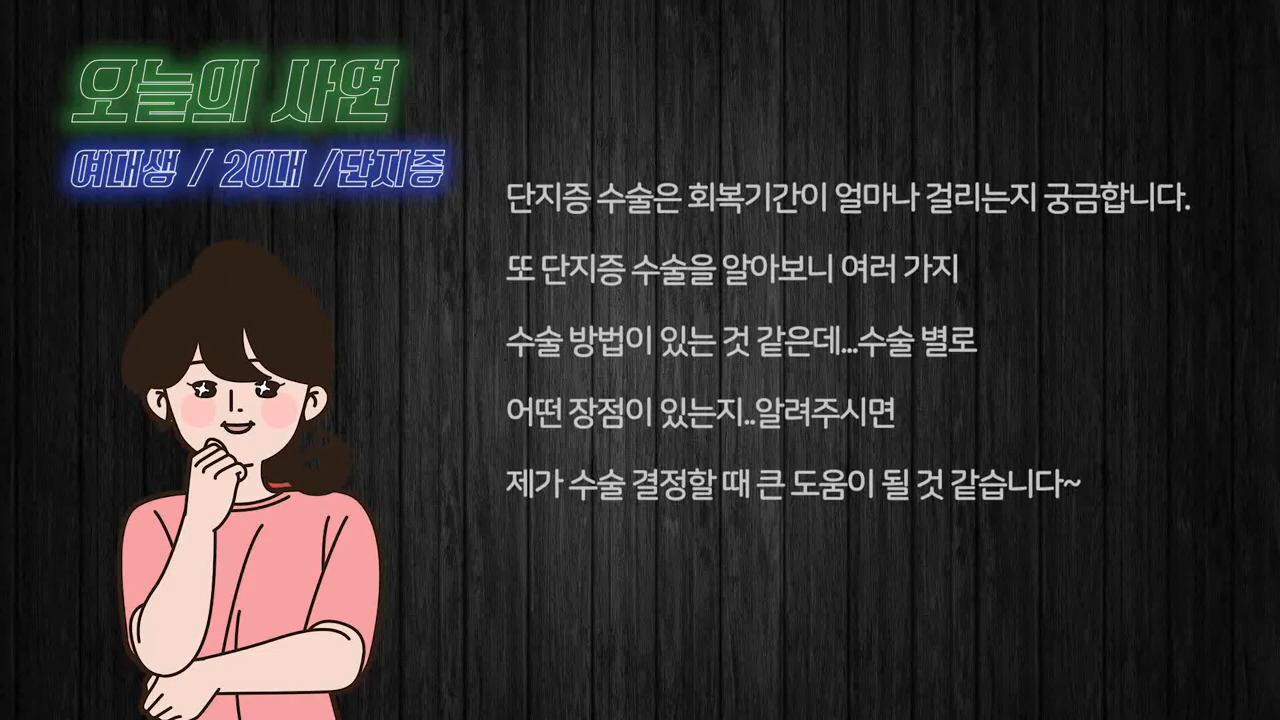 오늘의 사연
여대생 / 20대 /단지증
단지증 수술은 회복기간이 얼마나 걸리는지 궁금합니다.
또 단지증 수술을 알아보니 여러 가지
수술 방법이 있는 것 같은데...수술 별로
어떤 장점이 있는지..알려주시면
제가 수술 결정할 때 큰 도움이 될 것 같습니다~